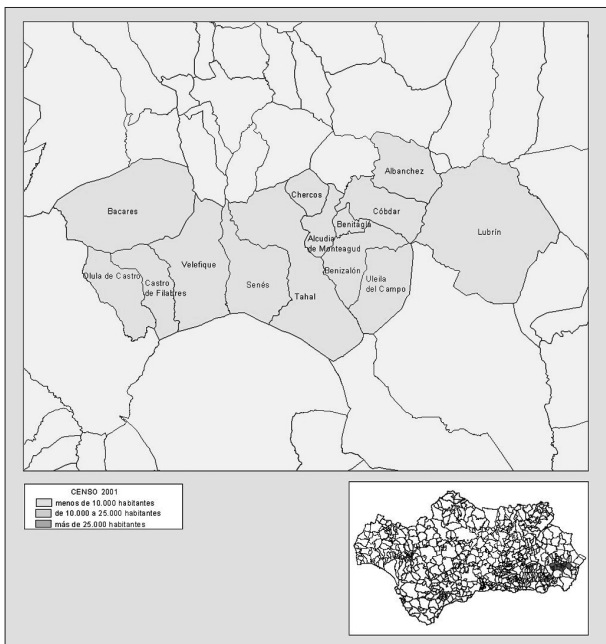 Albanchez
Chercos
Bacares
Cóbdar
Benitaglá
Lubrín
Alcudia
de Monteagud
Velefique
Benizalón
Olula de Castro
Castro
de Filabres
Senés
Uleila
del Campo
Tahal
CENSO 2001
menos de 10.000 habitantes
de 10.000 a 25.000 habitantes
más de 25.000 habitantes